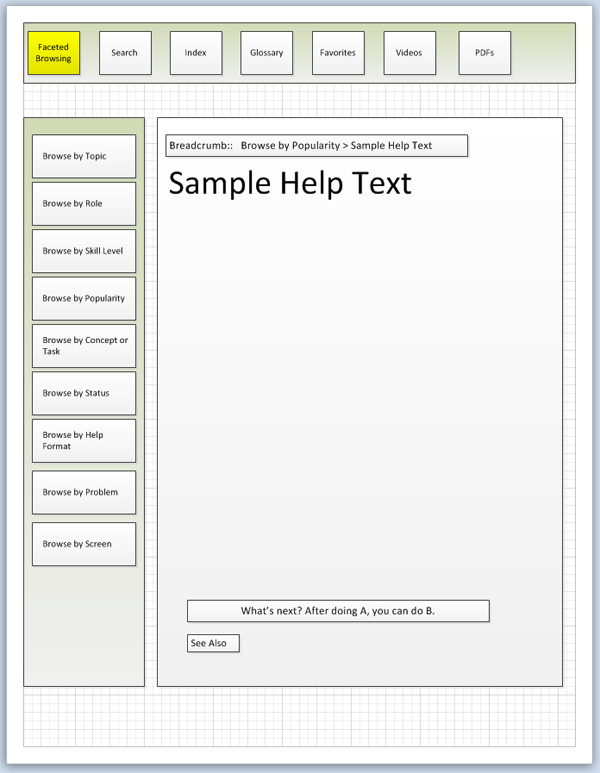 Faceted
Browsing
Search
Index
Glossary
Favorites
Videos
PDFs
Browse by Topic
Browse by Role
Browse by Skill Level
Browse by Popularity
Browse by Concept or
Task
Browse by Status
Browse by Help
Format
Browse by Problem
Browse by Screen
Breadcrumb:: Browse by Popularity > Sample Help Text
Sample Help Text
What's next? After doing A, you can do B.
See Also